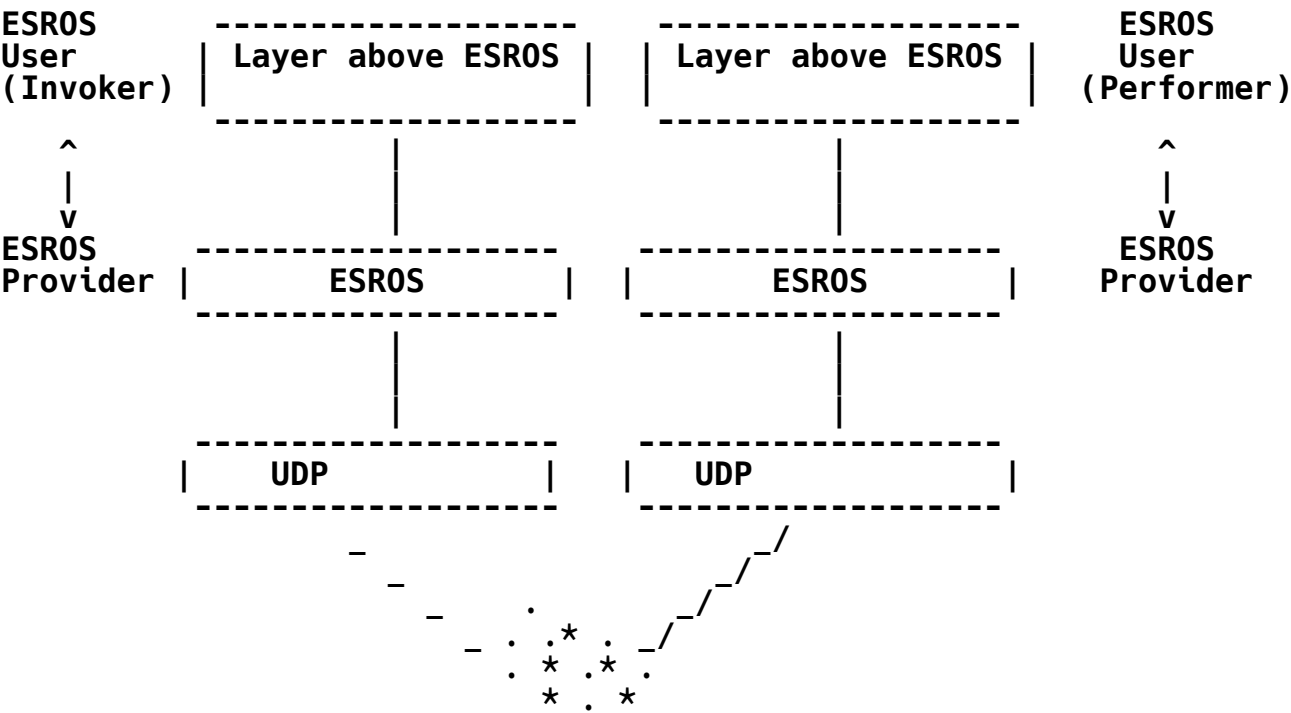 ESROS ------------------- ------------------- ESROS
User | Layer above ESROS | | Layer above ESROS | User
(Invoker) | | | | (Performer)
------------------- -------------------
^ | | ^
| | | |
v | | v
ESROS ------------------- ------------------- ESROS
Provider | ESROS | | ESROS | Provider
------------------- -------------------
| |
| |
| |
------------------- -------------------
| UDP | | UDP |
------------------- -------------------
_ _/
_ _/
_ . _/
_ . .* . _/
. * .* .
* . *